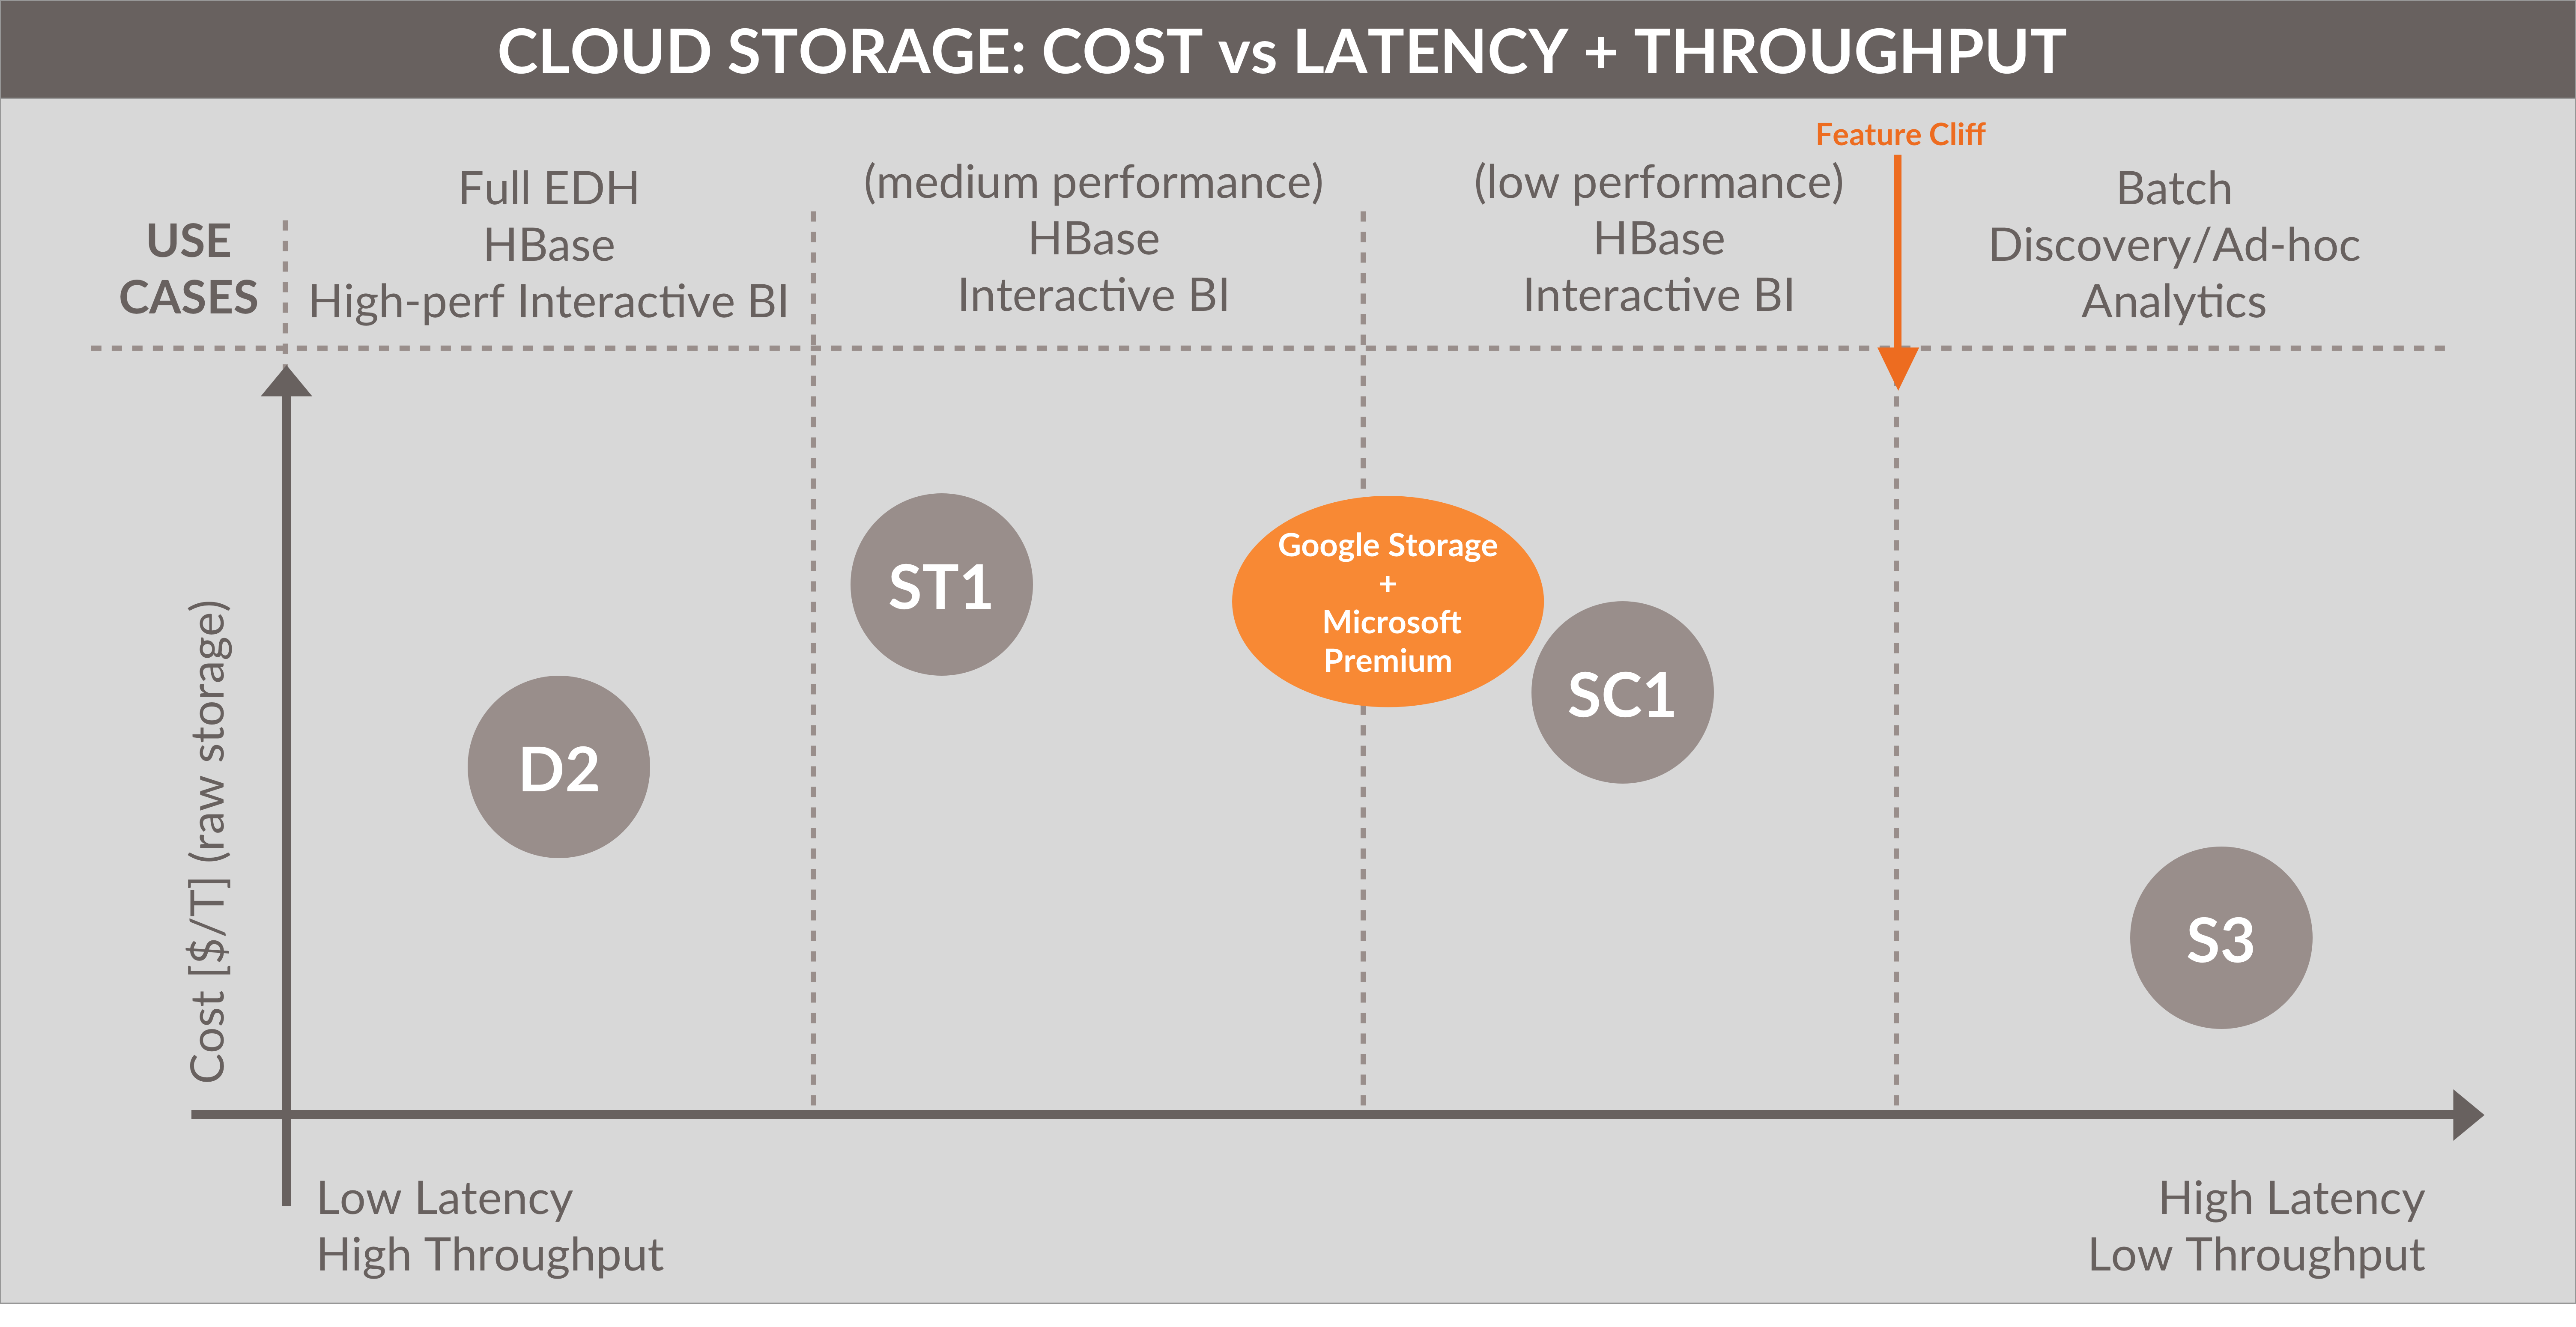 CLOUD STORAGE: COST vs LATENCY + THROUGHPUT
Feature Cliff
USE
CASES
Full EDH
HBase
High-perf Interactive BI
(medium performance)
HBase
Interactive BI
(low performance)
HBase
Interactive BI
Batch
Discovery/Ad-hoc
Analytics
Cost [$/T] (raw storage)
D2
ST1
Google Storage
+
Microsoft
Premium
SC1
S3
Low Latency
High Throughput
High Latency
Low Throughput